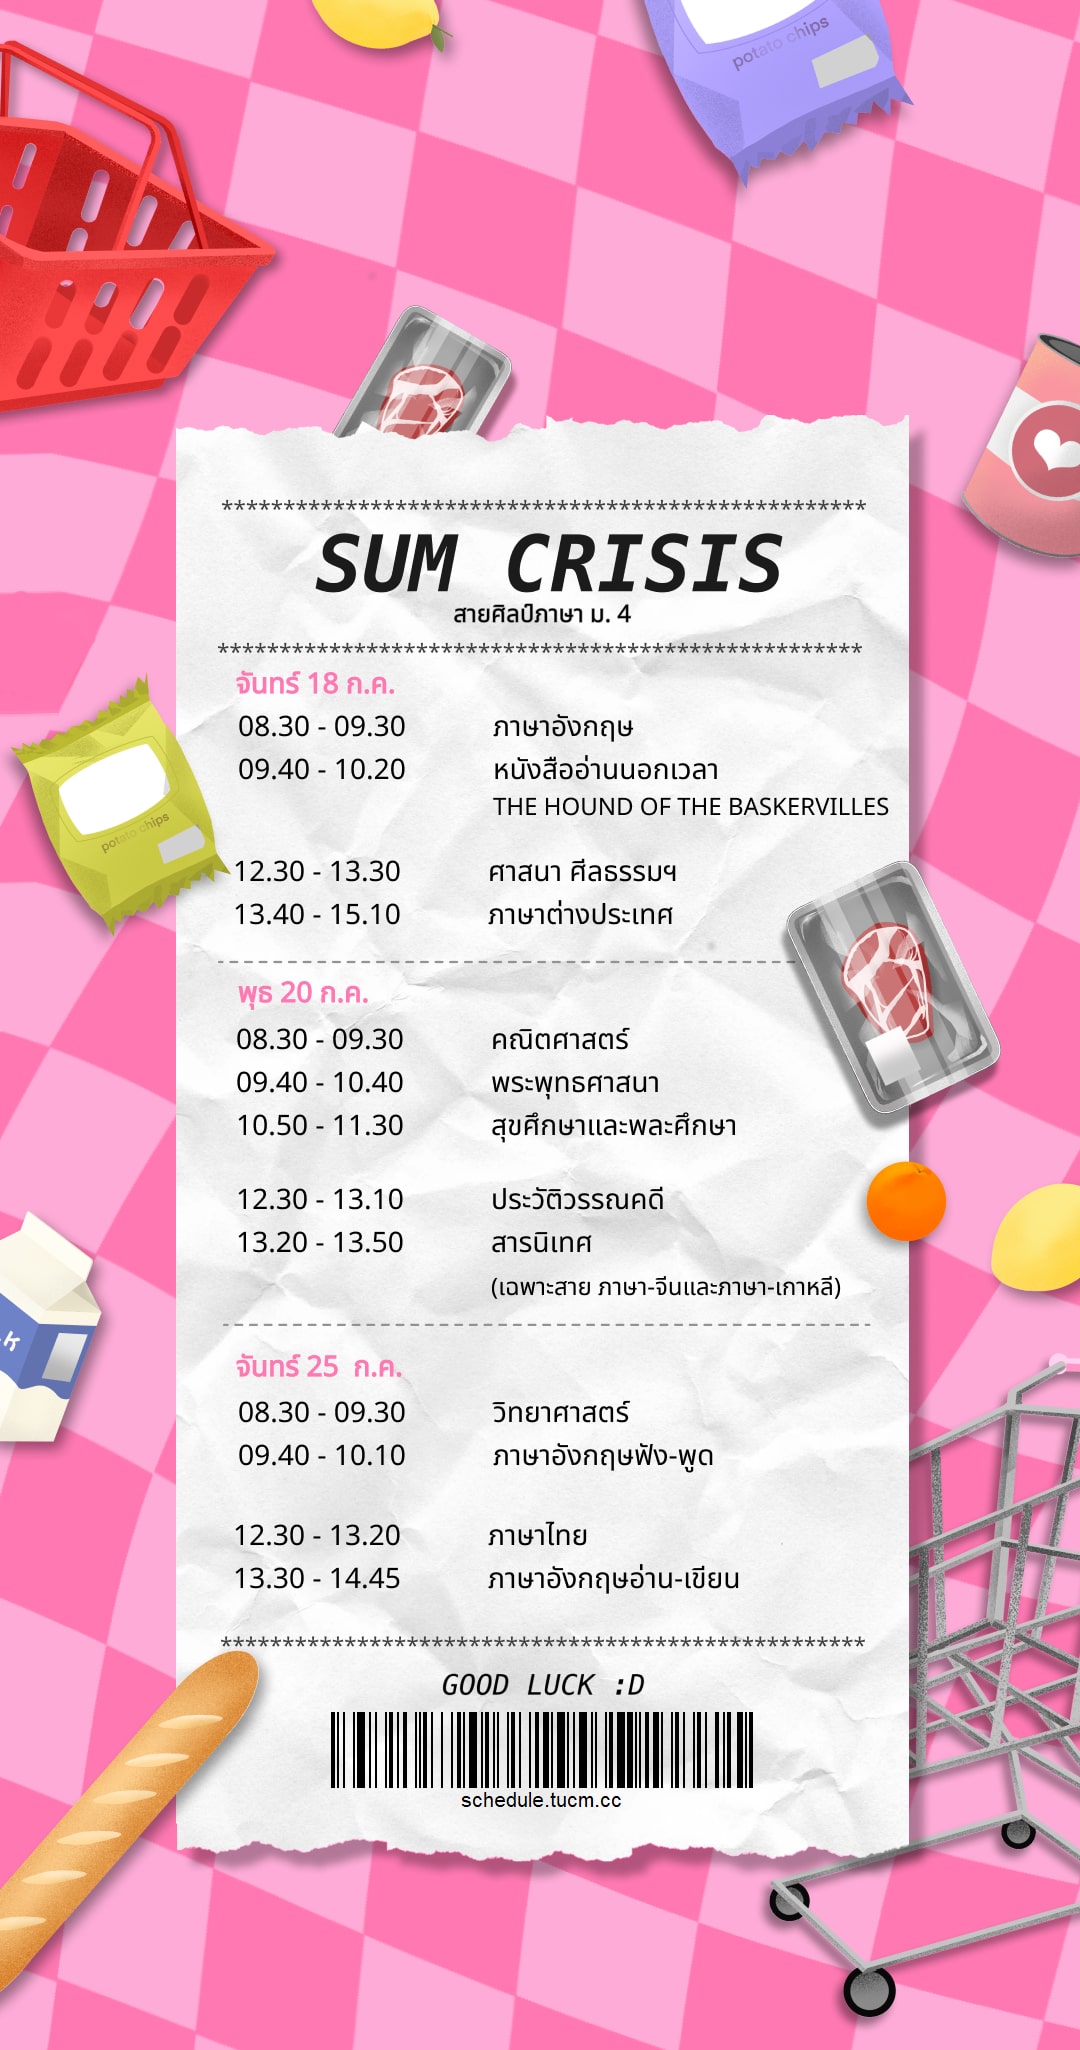 potato chips
***************************************************
SUM CRISIS
สายศิลป์ภาษา ม. 4
***************************************************
จันทร์ 18 ก.ค.
08.30 - 09.30 ภาษาอังกฤษ
09.40 - 10.20 หนังสืออ่านนอกเวลา
THE HOUND OF THE BASKERVILLES
potato chips
12.30 - 13.30 ศาสนา ศีลธรรมฯ
13.40 - 15.10 ภาษาต่างประเทศ
พุธ 20 ก.ค.
08.30 - 09.30 คณิตศาสตร์
09.40 - 10.40 พระพุทธศาสนา
10.50 - 11.30 สุขศึกษาและพละศึกษา
12.30 - 13.10 ประวัติวรรณคดี
13.20 - 13.50 สารนิเทศ
(เฉพาะสาย ภาษา-จีนและภาษา-เกาหลี)
จันทร์ 25 ก.ค.
08.30 - 09.30 วิทยาศาสตร์
09.40 - 10.10 ภาษาอังกฤษฟัง-พูด
12.30 - 13.20 ภาษาไทย
13.30 - 14.45 ภาษาอังกฤษอ่าน-เขียน
***************************************************
GOOD LUCK :D
schedule.tucm.cc